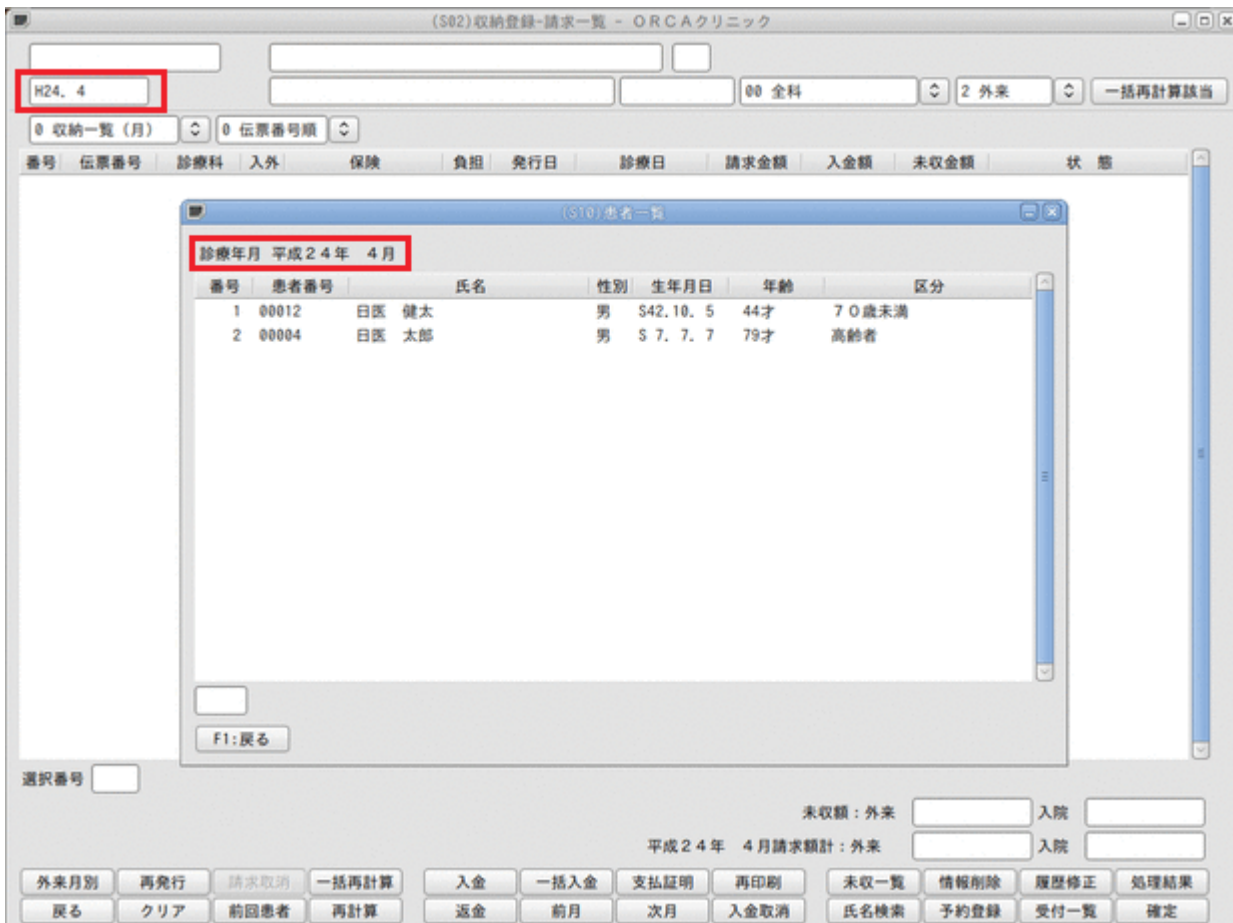 (S02)収納登録-請求一覧 - ORCAクリニック
H24. 4 00 全科 2 外来 一括再計算該当
0 収納一覧(月) 0 伝票番号順
番号 伝票番号 診療科 入外 保険 負担 発行日 診療日 請求金額 入金額 未収金額 状 態
(S10)患者一覧
診療年月 平成24年 4月
番号 患者番号 氏名 性別 生年月日 年齢 区分
1 00012 日医 健太 男 S42.10. 5 44才 70歳未満
2 00004 日医 太郎 男 S 7. 7. 7 79才 高齢者
F1:戻る
選択番号
未収額:外来 入院
平成24年 4月請求額計:外来 入院
外来月別 再発行 請求取消 一括再計算 入金 一括入金 支払証明 再印刷 未収一覧 情報削除 履歴修正 処理結果
戻る クリア 前回患者 再計算 返金 前月 次月 入金取消 氏名検索 予約登録 受付一覧 確定